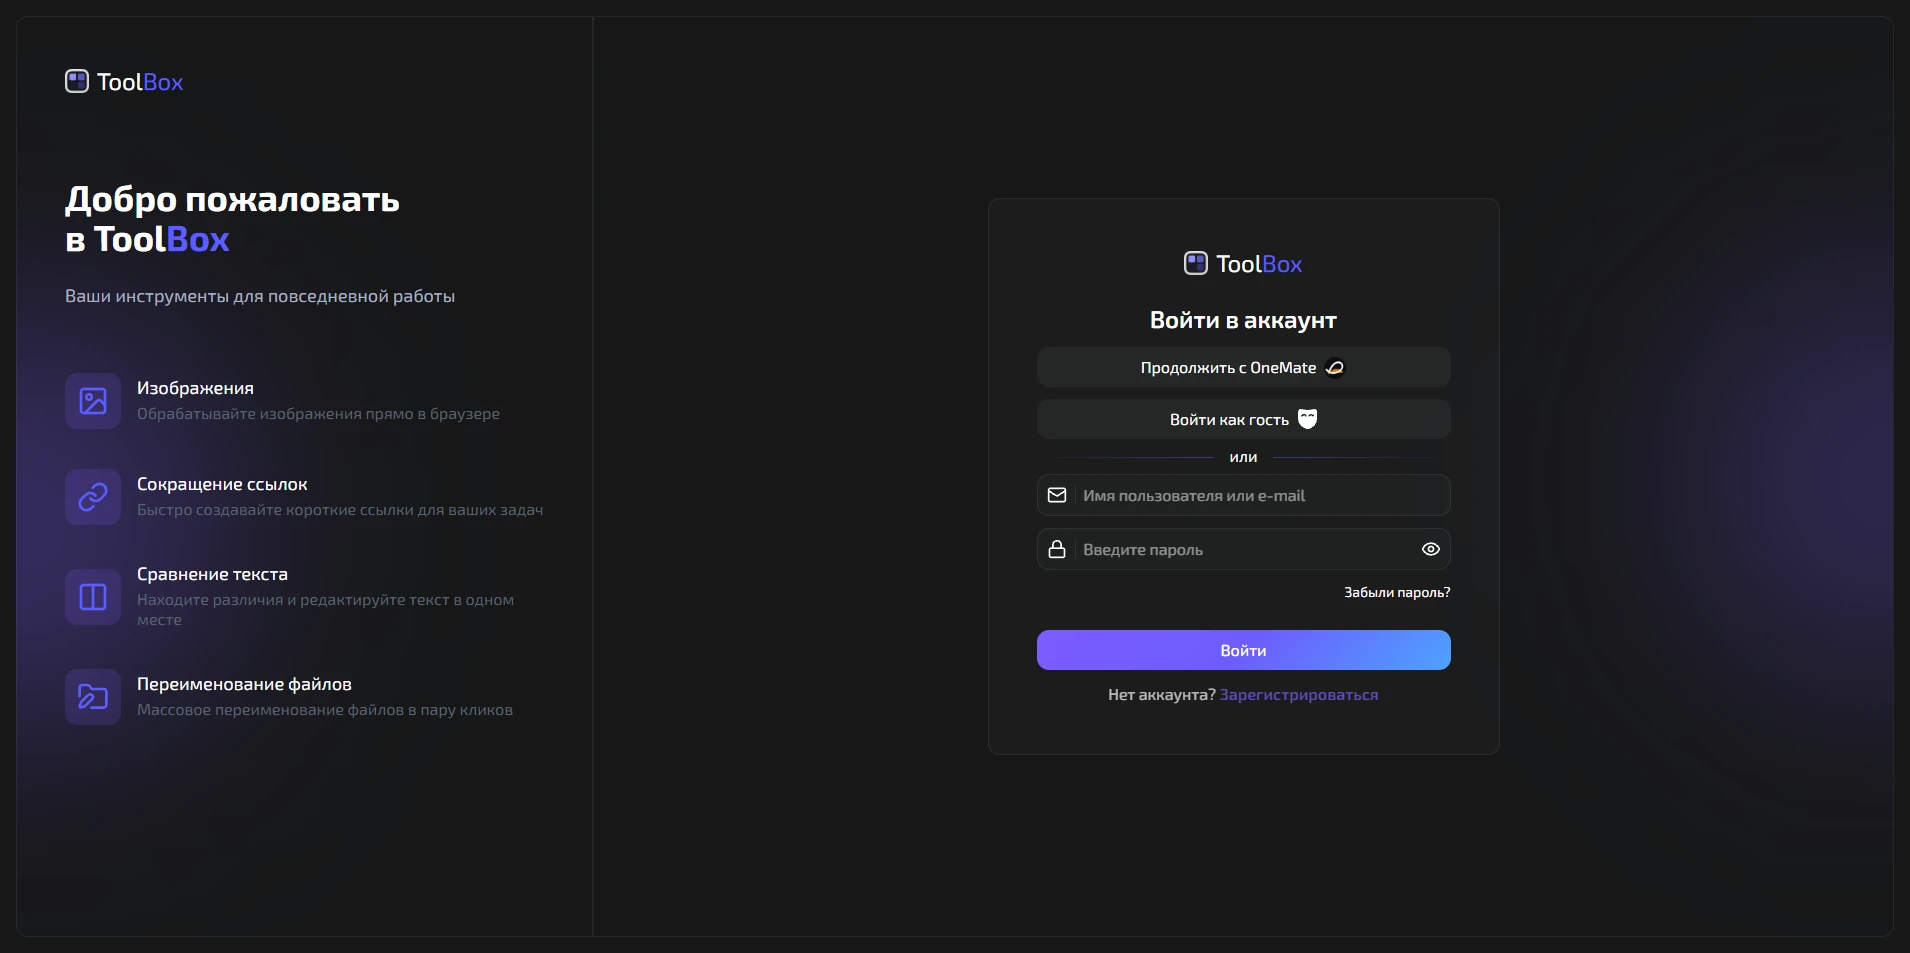 ToolBox
Добро пожаловать
в ToolBox
Ваши инструменты для повседневной работы
Изображения
Обрабатывайте изображения прямо в браузере
Сокращение ссылок
Быстро создавайте короткие ссылки для ваших задач
Сравнение текста
Находите различия и редактируйте текст в одном
месте
Переименование файлов
Массовое переименование файлов в пару кликов
ToolBox
Войти в аккаунт
Продолжить с OneMate
Войти как гость
или
Имя пользователя или e-mail
Введите пароль
Забыли пароль?
Войти
Нет аккаунта? Зарегистрироваться